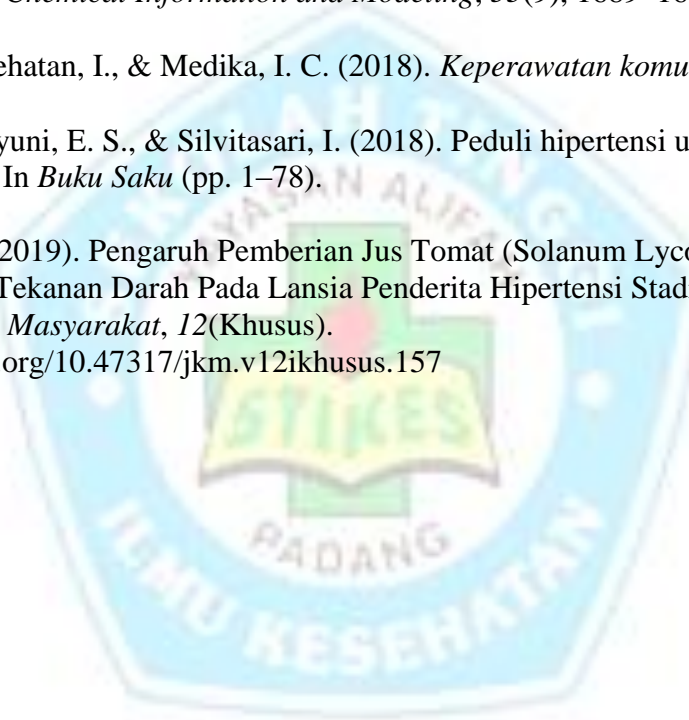 Chemical Information and Modeling, 53(9), 1689–16
ehatan, I., & Medika, I. C. (2018). Keperawatan komu
yuni, E. S., & Silvitasari, I. (2018). Peduli hipertensi u
In Buku Saku (pp. 1–78).
2019). Pengaruh Pemberian Jus Tomat (Solanum Lyco
Tekanan Darah Pada Lansia Penderita Hipertensi Stadi
Masyarakat, 12(Khusus).
org/10.47317/jkm.v12ikhusus.157
YAYASAN ALIFA
STIKES
PADANG
ILMU KESEHATAN